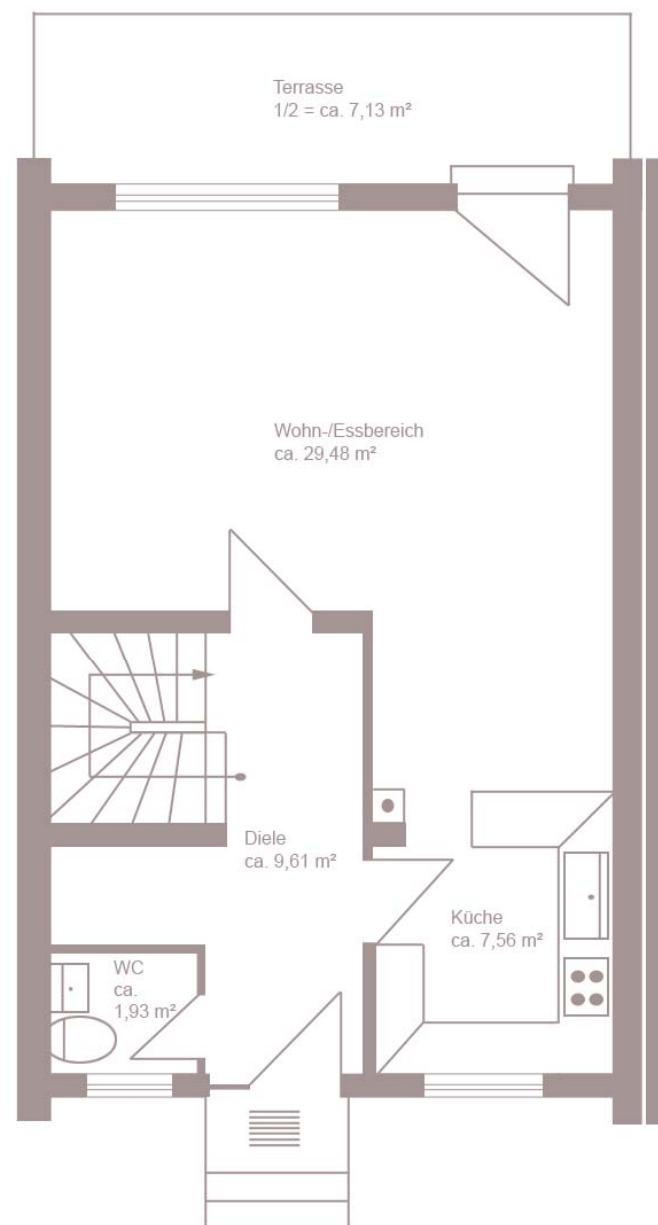 Terrasse
1/2 = ca. 7,13 m²
Wohn-/Essbereich
ca. 29,48 m²
Diele
ca. 9,61 m²
Küche
ca. 7,56 m²
WC
ca.
1,93 m²